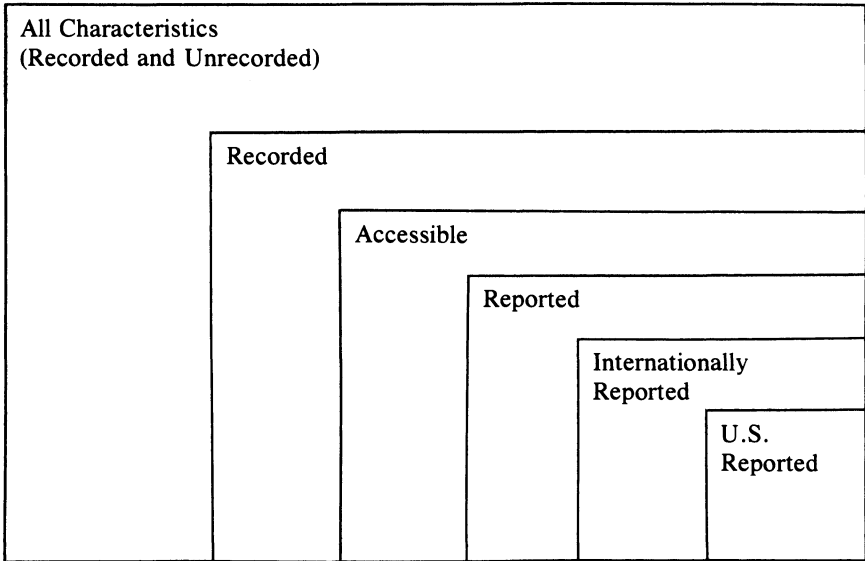 All Characteristics
(Recorded and Unrecorded)
Recorded
Accessible
Reported
Internationally
Reported
U.S.
Reported